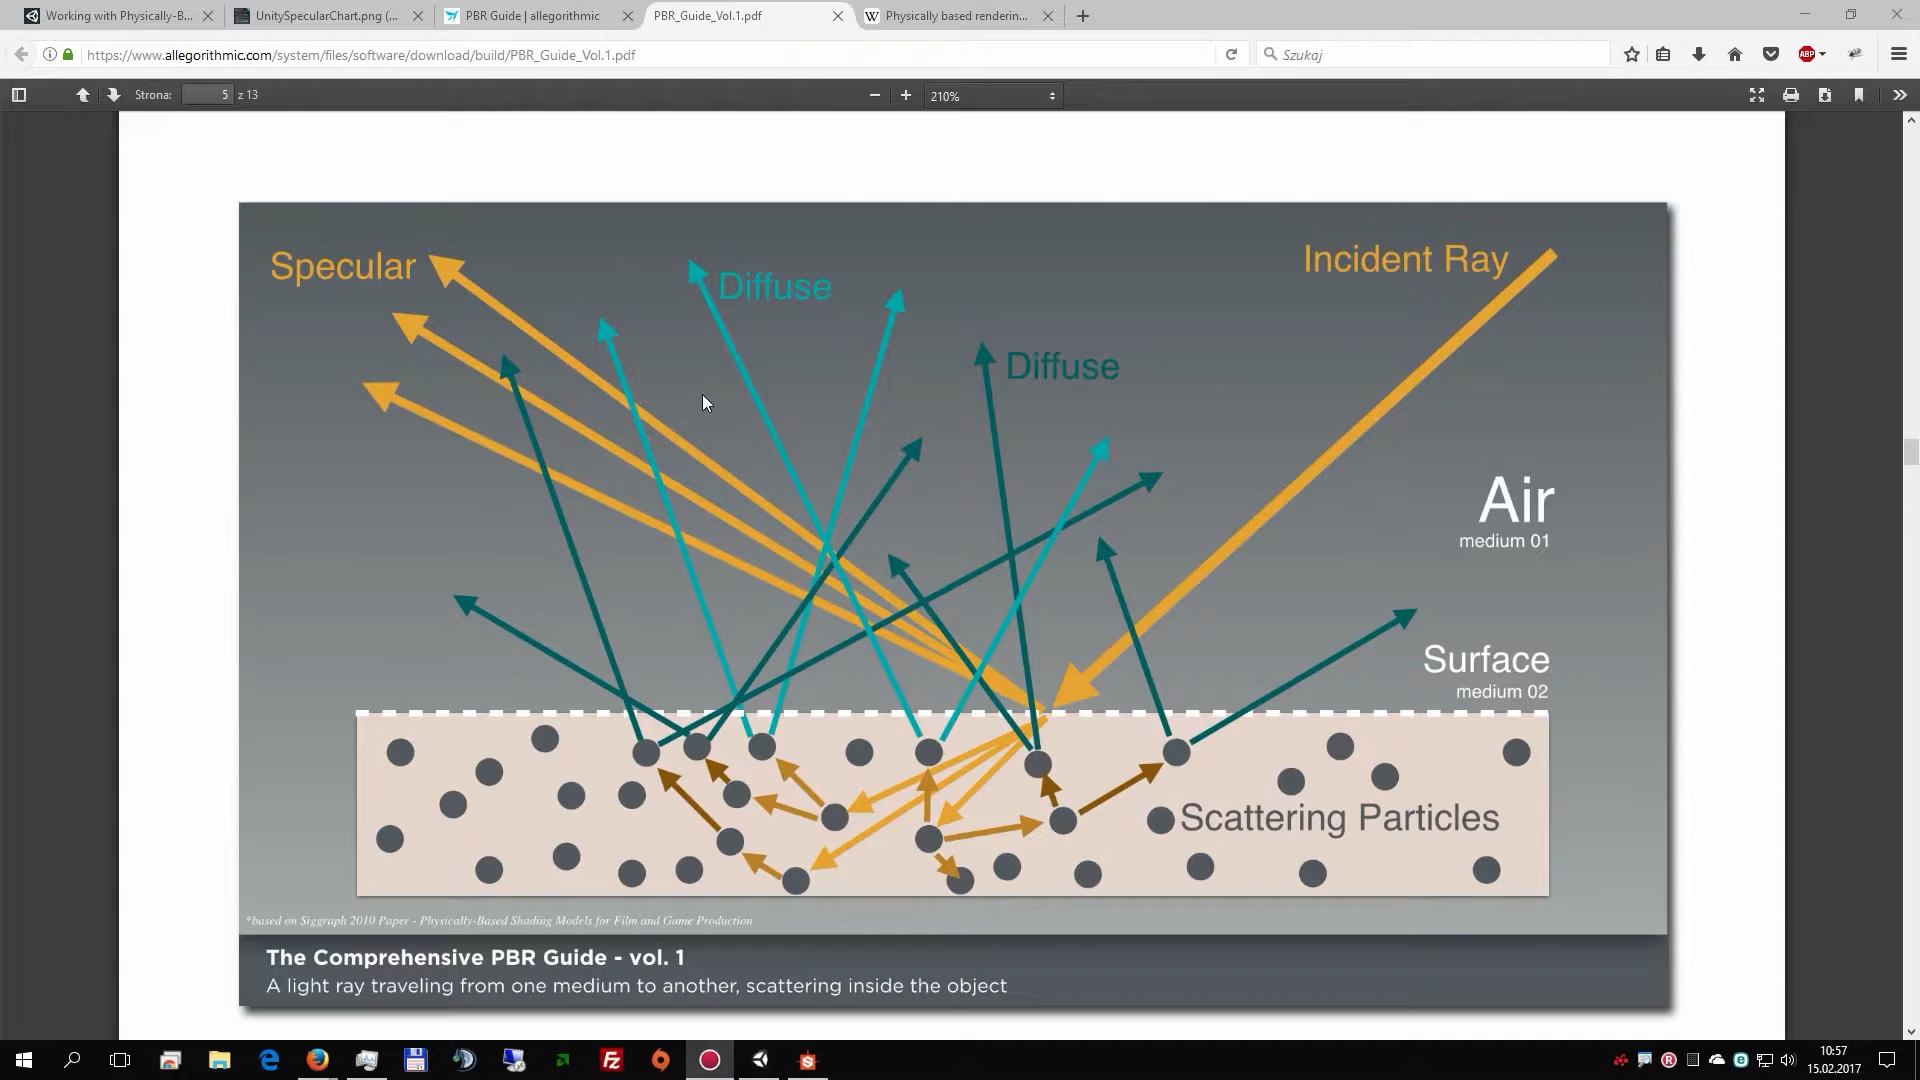 Working with Physically-B...
UnitySpecularChart.png (...
PBR Guide | allegorithmic
PBR_Guide_Vol.1.pdf
Physically based renderin...
https://www.allegorithmic.com/system/files/software/download/build/PBR_Guide_Vol.1.pdf
Szukaj
ABP
Strona: 5 z 13
210%
Specular
Diffuse
Incident Ray
Diffuse
Air
medium 01
Surface
medium 02
Scattering Particles
*based on Siggraph 2010 Paper - Physically-Based Shading Models for Film and Game Production
The Comprehensive PBR Guide - vol. 1
A light ray traveling from one medium to another, scattering inside the object
10:57
15.02.2017